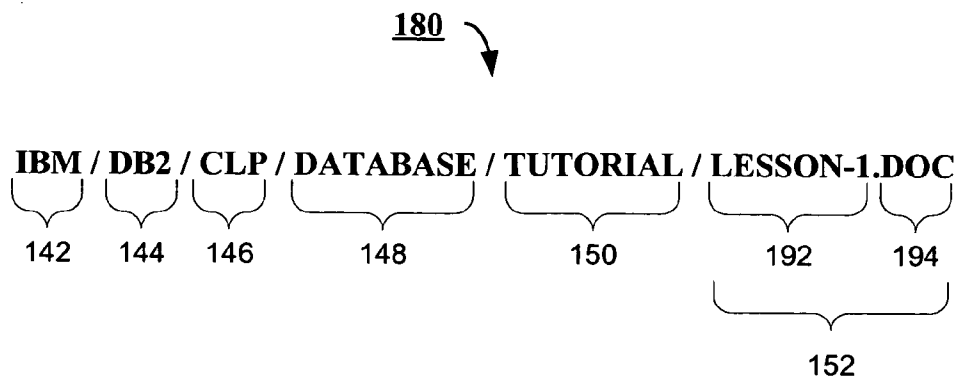 180
IBM / DB2 / CLP / DATABASE / TUTORIAL / LESSON-1.DOC
142 144 146 148 150 192 194
152